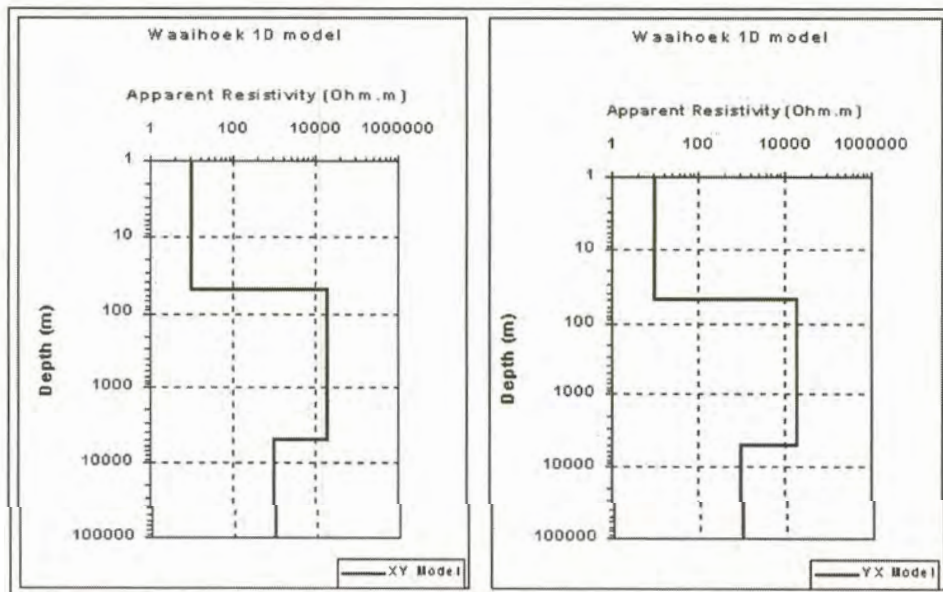 Waaihoek 1D model
Apparent Resistivity (Ohm.m)
1 100 10000 1000000
1
10
100
1000
10000
100000
Depth (m)
XY Model
Waaihoek 1D model
Apparent Resistivity (Ohm.m)
1 100 10000 1000000
1
10
100
1000
10000
100000
Depth (m)
YX Model